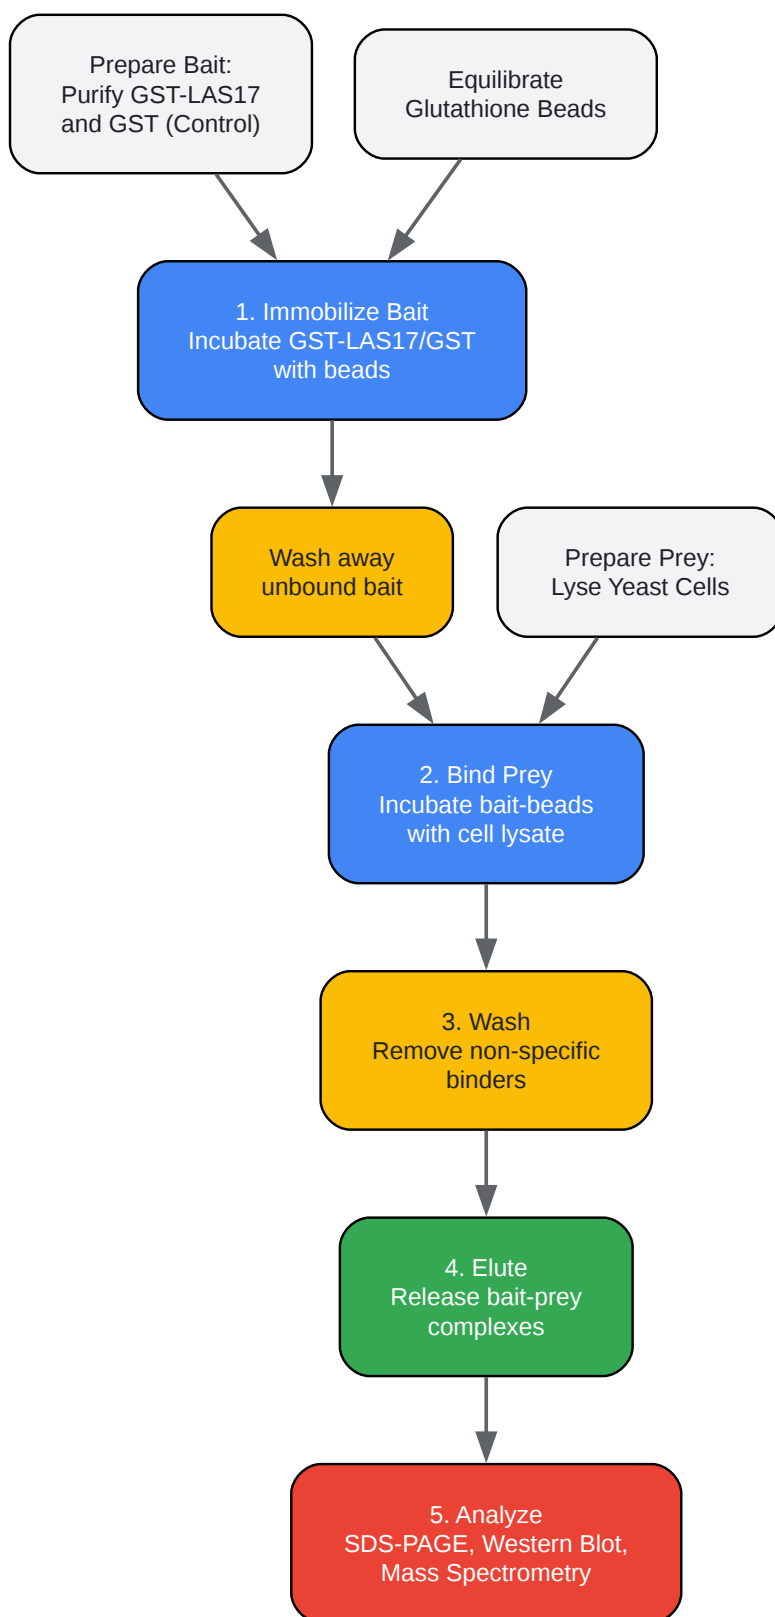 Prepare Bait:
Purify GST-LAS17
and GST (Control)
Equilibrate
Glutathione Beads
1. Immobilize Bait
Incubate GST-LAS17/GST
with beads
Wash away
unbound bait
Prepare Prey:
Lyse Yeast Cells
2. Bind Prey
Incubate bait-beads
with cell lysate
3. Wash
Remove non-specific
binders
4. Elute
Release bait-prey
complexes
5. Analyze
SDS-PAGE, Western Blot,
Mass Spectrometry